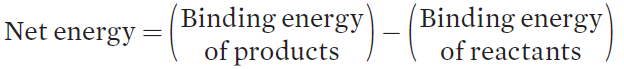 Net energy = (Binding energy of products) − (Binding energy of reactants)